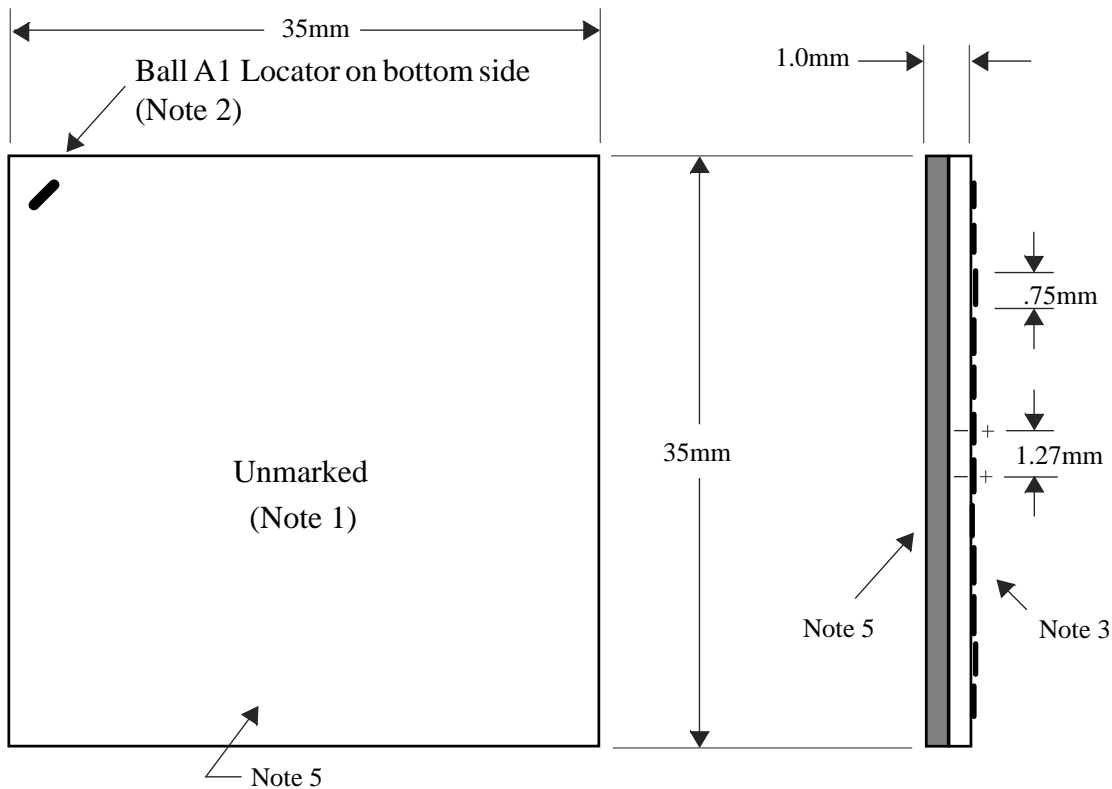 35mm
1.0mm
Ball A1 Locator on bottom side
(Note 2)
.75mm
35mm
1.27mm
Unmarked
(Note 1)
Note 5
Note 3
Note 5